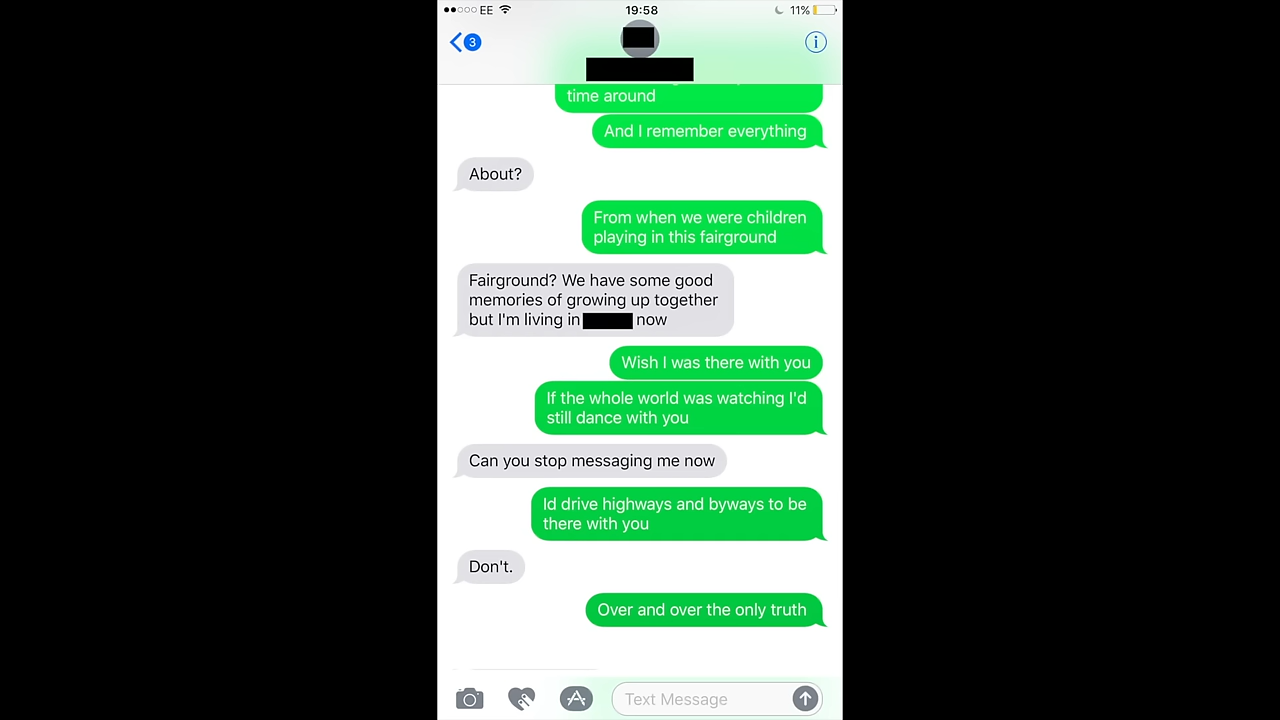 EE 19:58 11%
3
time around
And I remember everything
About?
From when we were children
playing in this fairground
Fairground? We have some good
memories of growing up together
but I'm living in now
Wish I was there with you
If the whole world was watching I'd
still dance with you
Can you stop messaging me now
Id drive highways and byways to be
there with you
Don't.
Over and over the only truth
Text Message